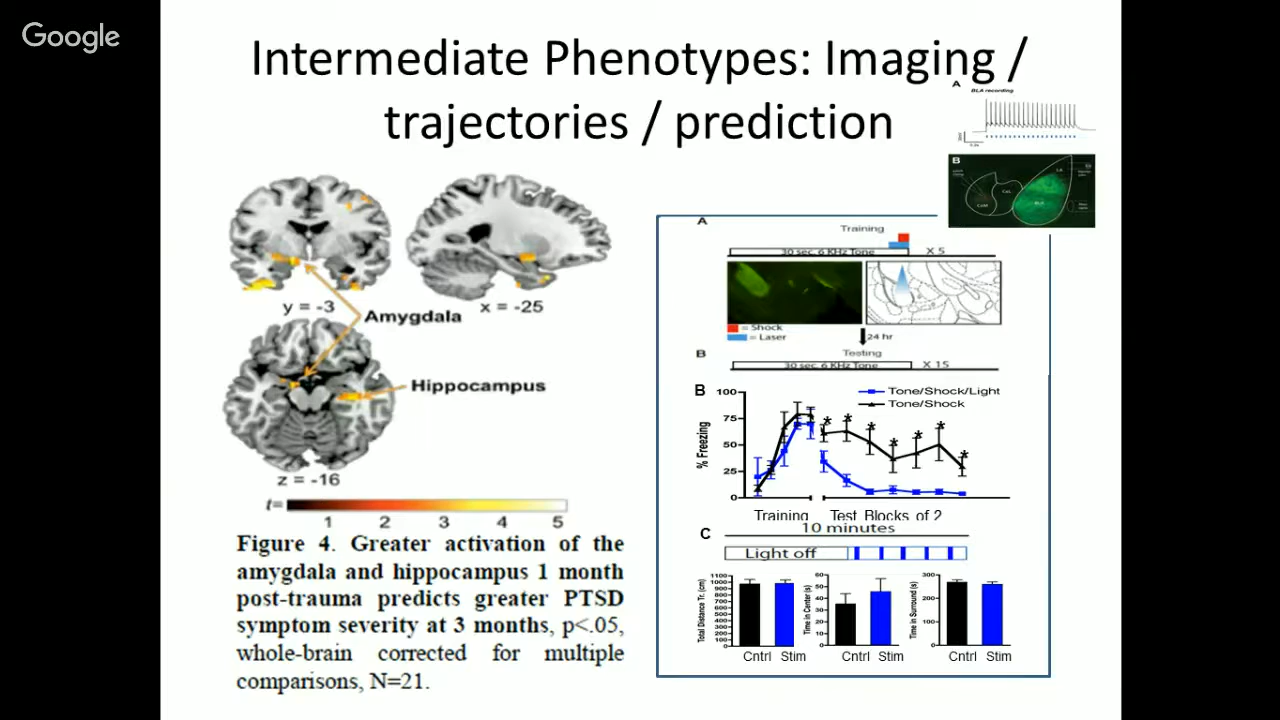 Google
Intermediate Phenotypes: Imaging /
trajectories / prediction
A
BLA recording
B
CeM
CeL
BLA
LA
y = -3
x = -25
Amygdala
Hippocampus
z = -16
t=
1 2 3 4 5
Figure 4. Greater activation of the
amygdala and hippocampus 1 month
post-trauma predicts greater PTSD
symptom severity at 3 months, p<.05,
whole-brain corrected for multiple
comparisons, N=21.
A
Training
30 sec, 6 KHz Tone X 5
= Shock
= Laser
24 hr
B
Testing
30 sec, 6 KHz Tone X 15
B
Tone/Shock/Light
Tone/Shock
% Freezing
100
75
50
25
0
* * * * * * *
Training Test Blocks of 2
C
10 minutes
Light off
Total Distance Tr. (cm)
1100
1000
900
800
700
600
500
400
300
200
100
0
Cntrl Stim
Time in Center (s)
60
50
40
30
20
10
0
Cntrl Stim
Time in Surround (s)
300
200
100
0
Cntrl Stim